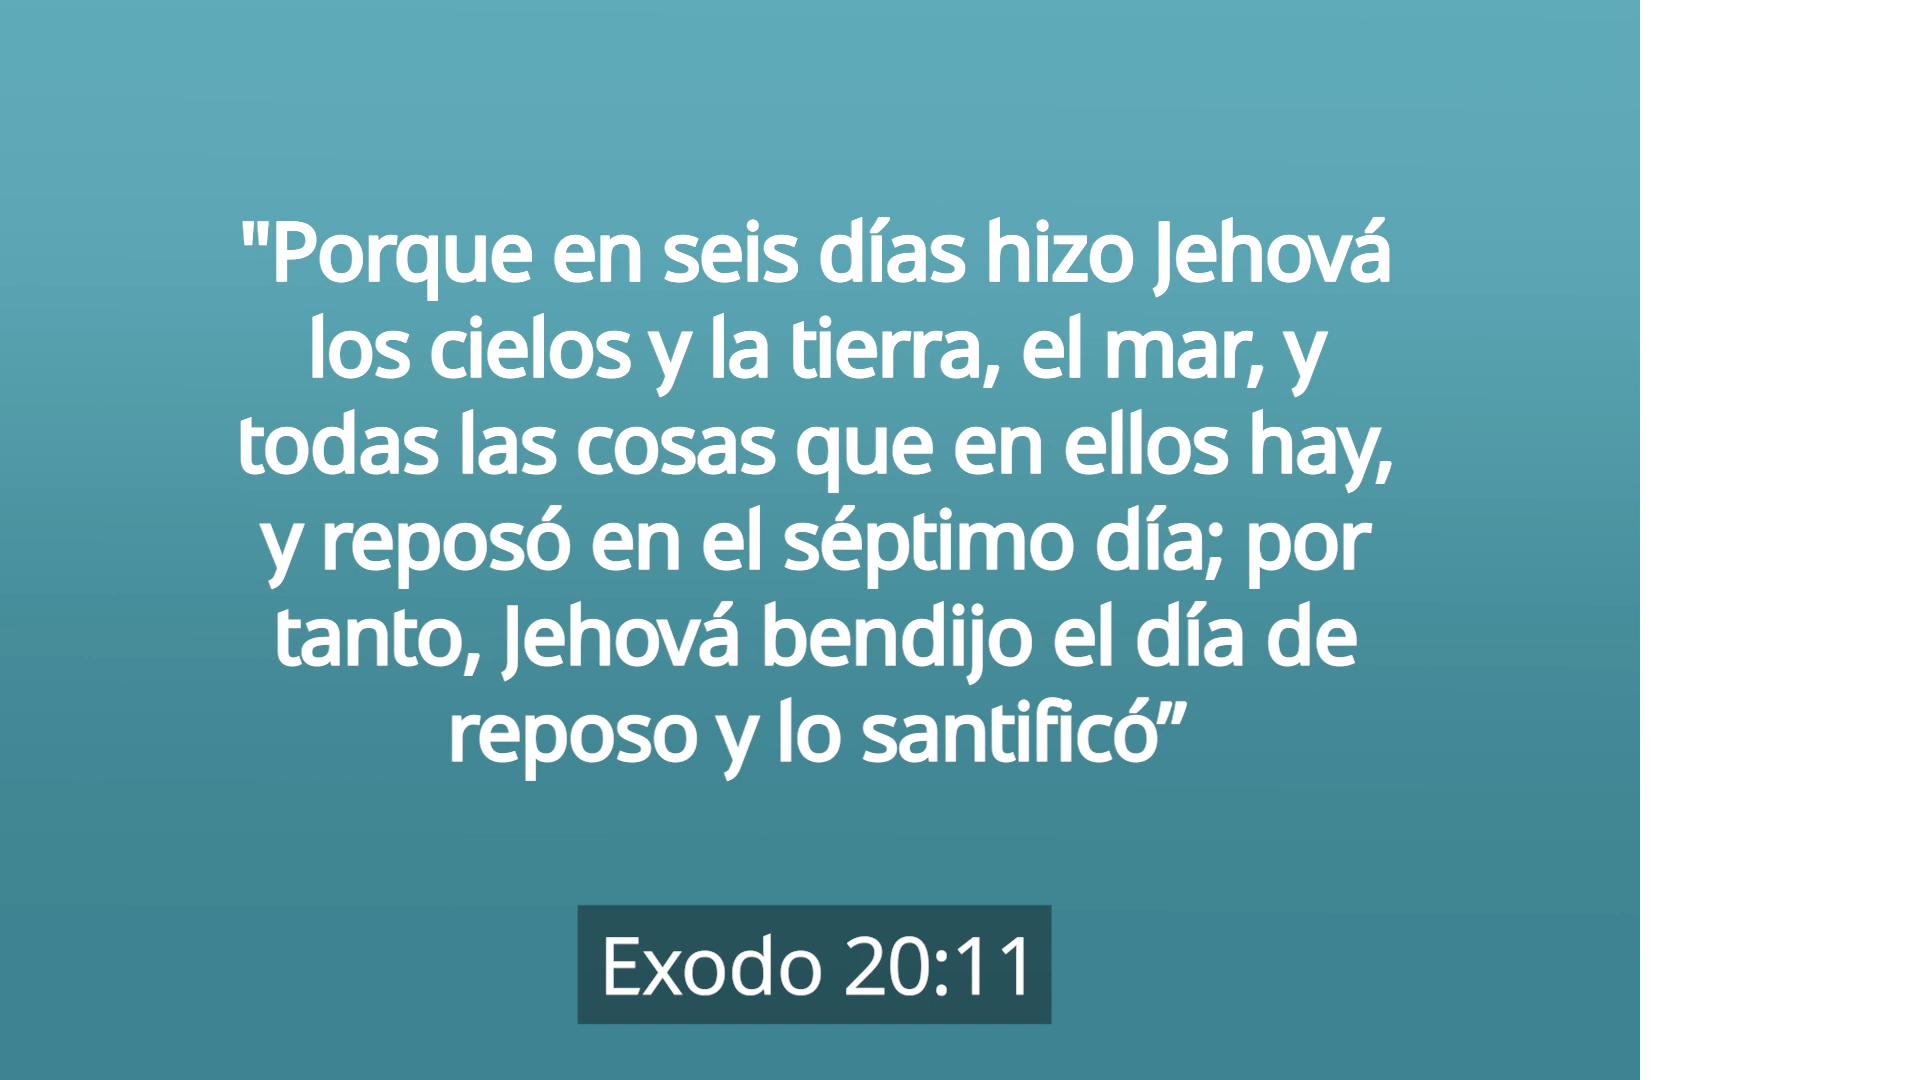 "Porque en seis días hizo Jehová
los cielos y la tierra, el mar, y
todas las cosas que en ellos hay,
y reposó en el séptimo día; por
tanto, Jehová bendijo el día de
reposo y lo santificó”
Exodo 20:11